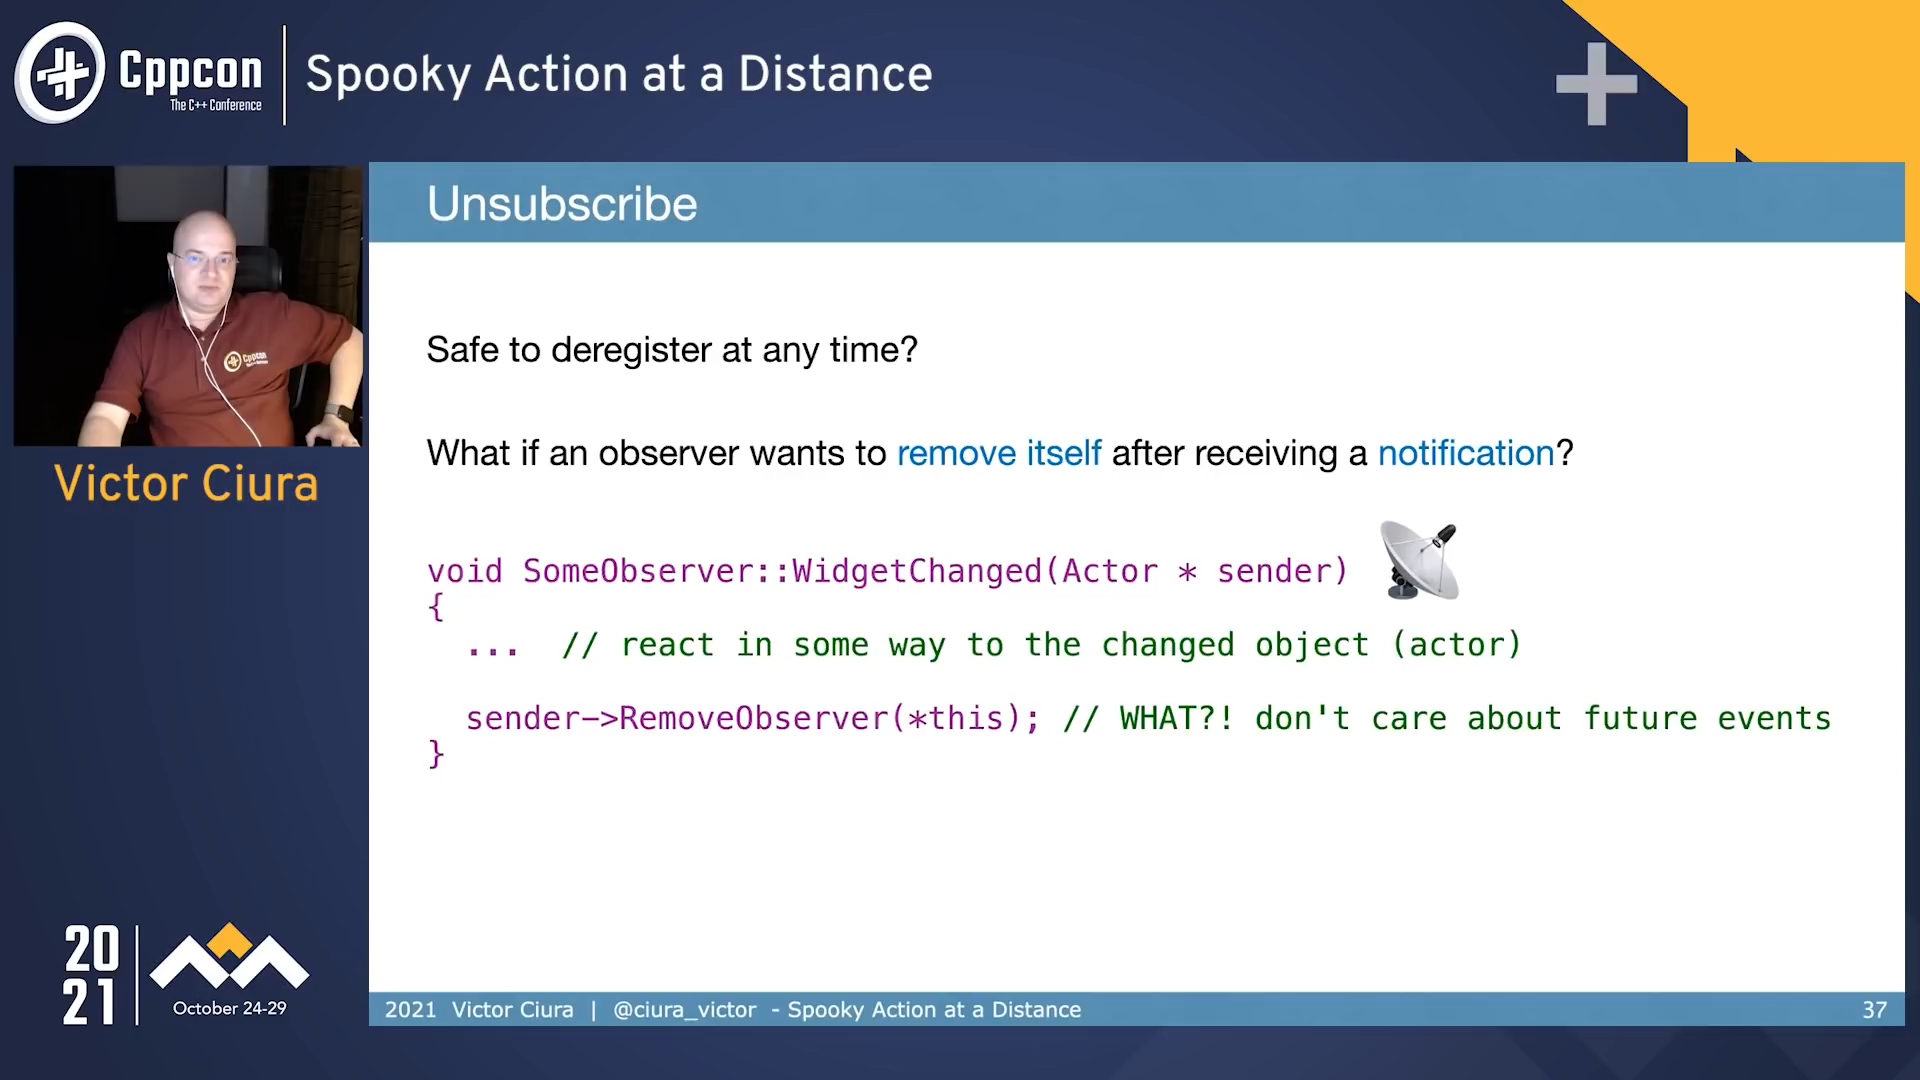 Cppcon
The C++ Conference
Spooky Action at a Distance
Unsubscribe
Cppcon
Victor Ciura
Safe to deregister at any time?
What if an observer wants to remove itself after receiving a notification?
void SomeObserver::WidgetChanged(Actor * sender)
{
... // react in some way to the changed object (actor)
sender->RemoveObserver(*this); // WHAT?! don't care about future events
}
20
21
October 24-29
2021 Victor Ciura | @ciura_victor - Spooky Action at a Distance
37